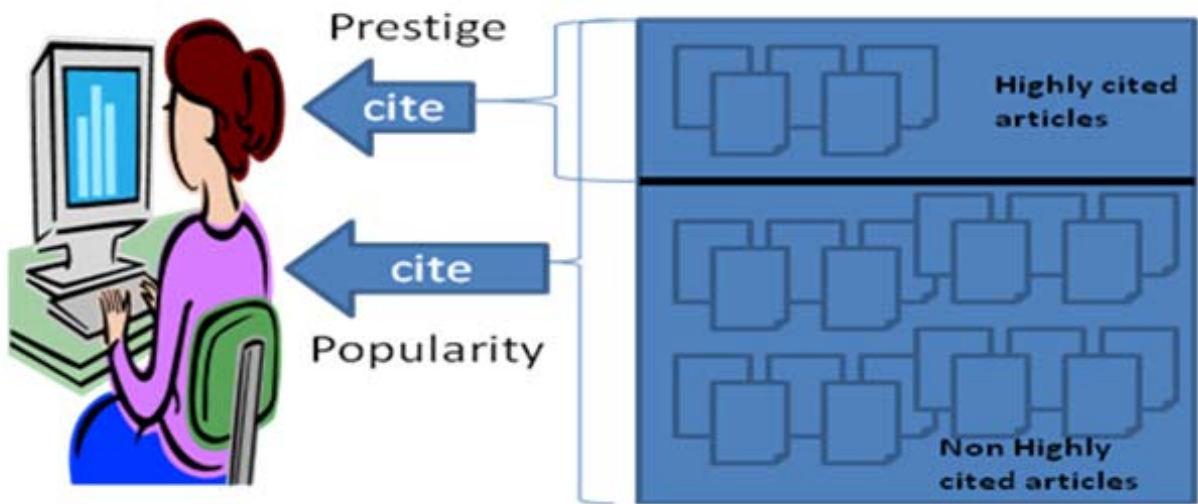 Prestige
cite
Highly cited
articles
cite
Popularity
Non Highly
cited articles